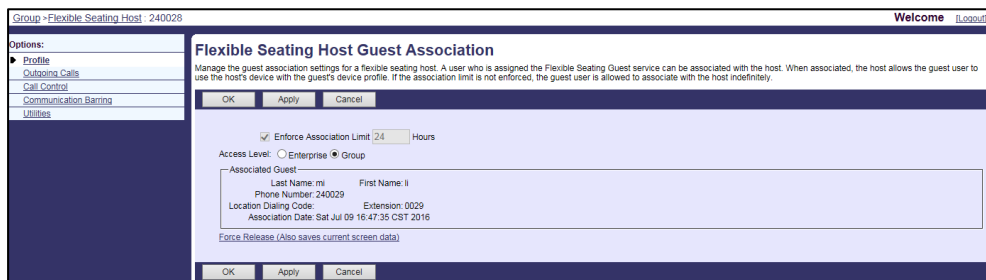 Group >Flexible Seating Host : 240028
Welcome [Logout]
Options:
Profile
Outgoing Calls
Call Control
Communication Barring
Utilities
Flexible Seating Host Guest Association
Manage the guest association settings for a flexible seating host. A user who is assigned the Flexible Seating Guest service can be associated with the host. When associated, the host allows the guest user to
use the host's device with the guest's device profile. If the association limit is not enforced, the guest user is allowed to associate with the host indefinitely.
OK Apply Cancel
Enforce Association Limit 24 Hours
Access Level: Enterprise Group
Associated Guest
Last Name: mi First Name: li
Phone Number: 240029
Location Dialing Code: Extension: 0029
Association Date: Sat Jul 09 16:47:35 CST 2016
Force Release (Also saves current screen data)
OK Apply Cancel